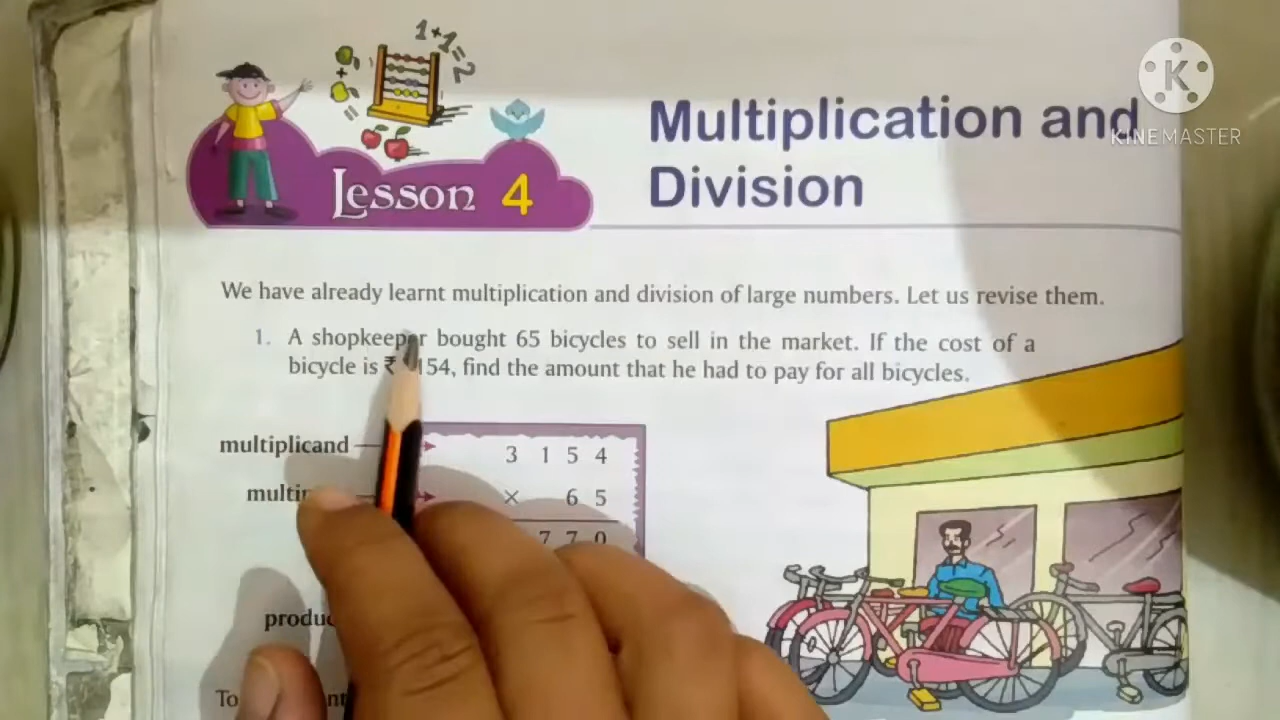 1+1=2
K
KINEMASTER
Lesson 4
Multiplication and
Division
We have already learnt multiplication and division of large numbers. Let us revise them.
1. A shopkeeper bought 65 bicycles to sell in the market. If the cost of a
bicycle is ₹ 154, find the amount that he had to pay for all bicycles.
multiplicand 3 1 5 4
× 6 5
7 7 0
To